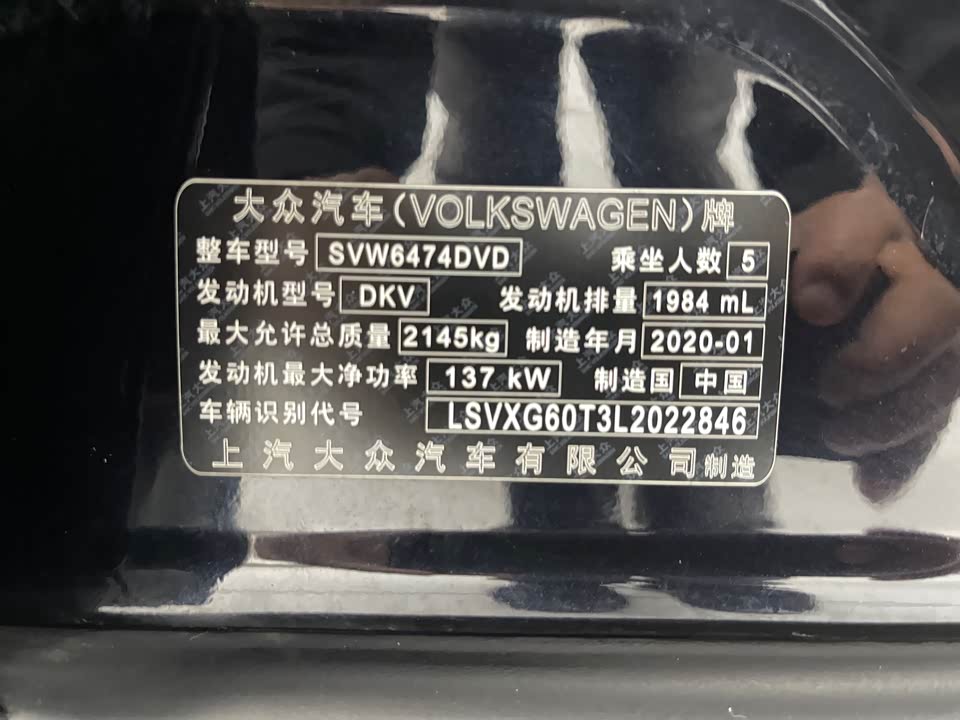 大众汽车(VOLKSWAGEN)牌
整车型号 SVW6474DVD 乘坐人数 5
发动机型号 DKV 发动机排量 1984 mL
最大允许总质量 2145kg 制造年月 2020-01
发动机最大净功率 137 kW 制造国 中国
车辆识别代号 LSVXG60T3L2022846
上汽大众汽车有限公司制造